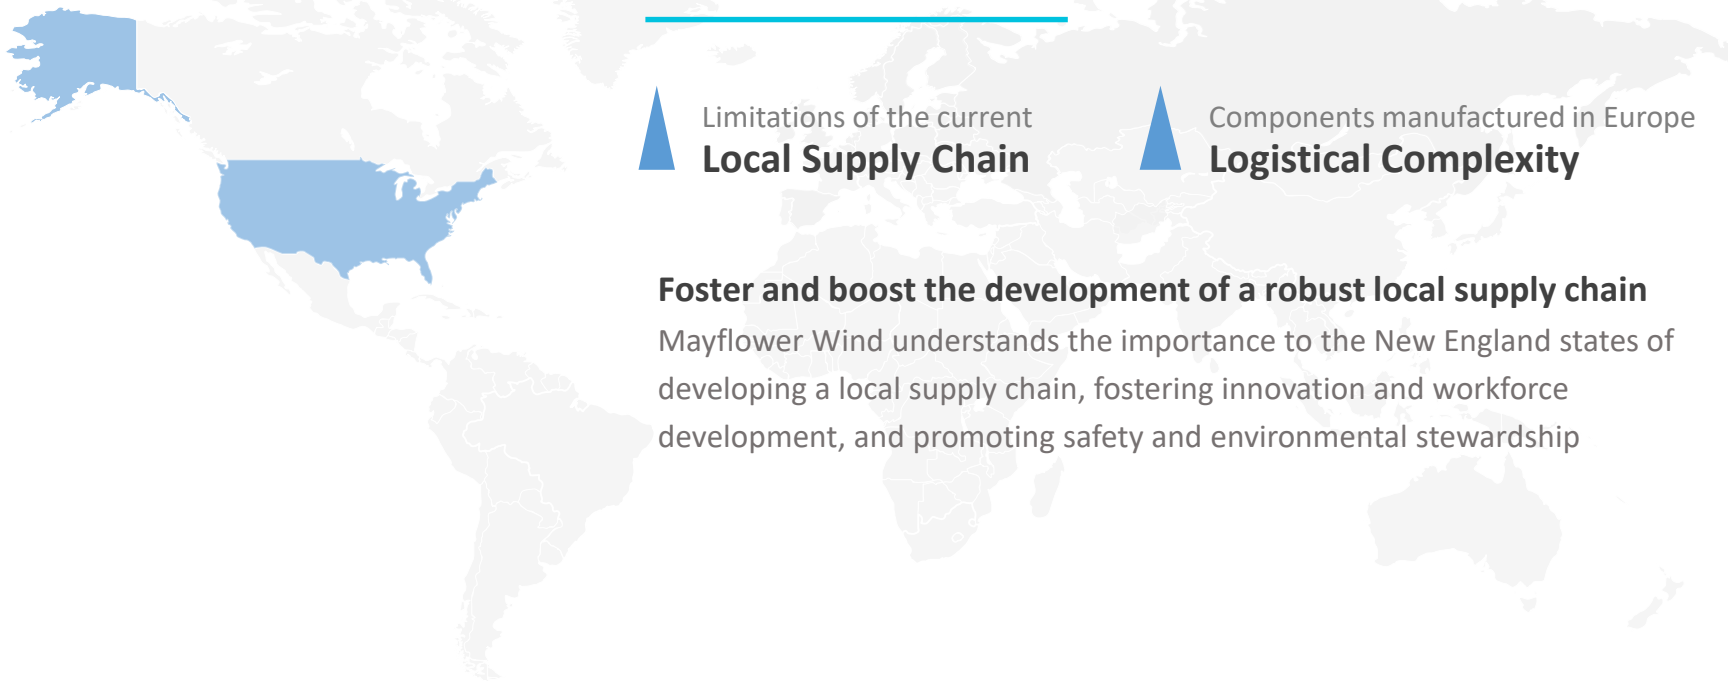 Limitations of the current
Local Supply Chain
Components manufactured in Europe
Logistical Complexity
Foster and boost the development of a robust local supply chain
Mayflower Wind understands the importance to the New England states of
developing a local supply chain, fostering innovation and workforce
development, and promoting safety and environmental stewardship